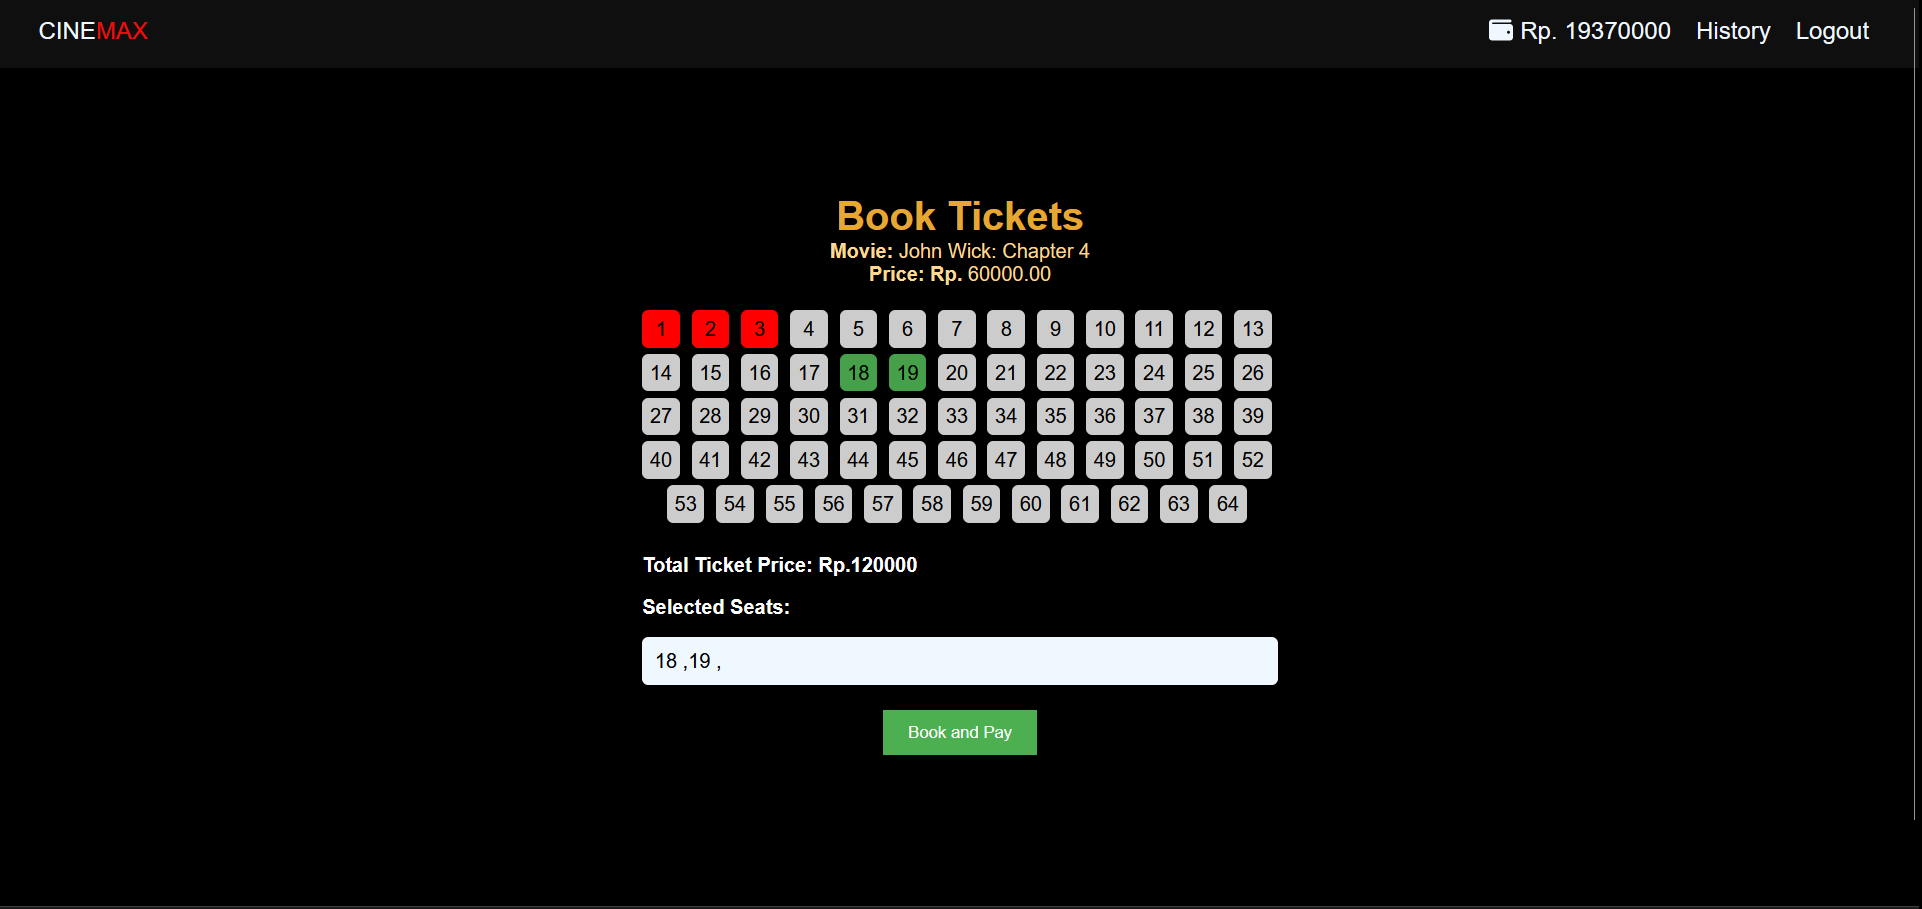 CINEMAX Rp. 19370000 History Logout
Book Tickets
Movie: John Wick: Chapter 4
Price: Rp. 60000.00
1 2 3 4 5 6 7 8 9 10 11 12 13
14 15 16 17 18 19 20 21 22 23 24 25 26
27 28 29 30 31 32 33 34 35 36 37 38 39
40 41 42 43 44 45 46 47 48 49 50 51 52
53 54 55 56 57 58 59 60 61 62 63 64
Total Ticket Price: Rp.120000
Selected Seats:
18 ,19 ,
Book and Pay